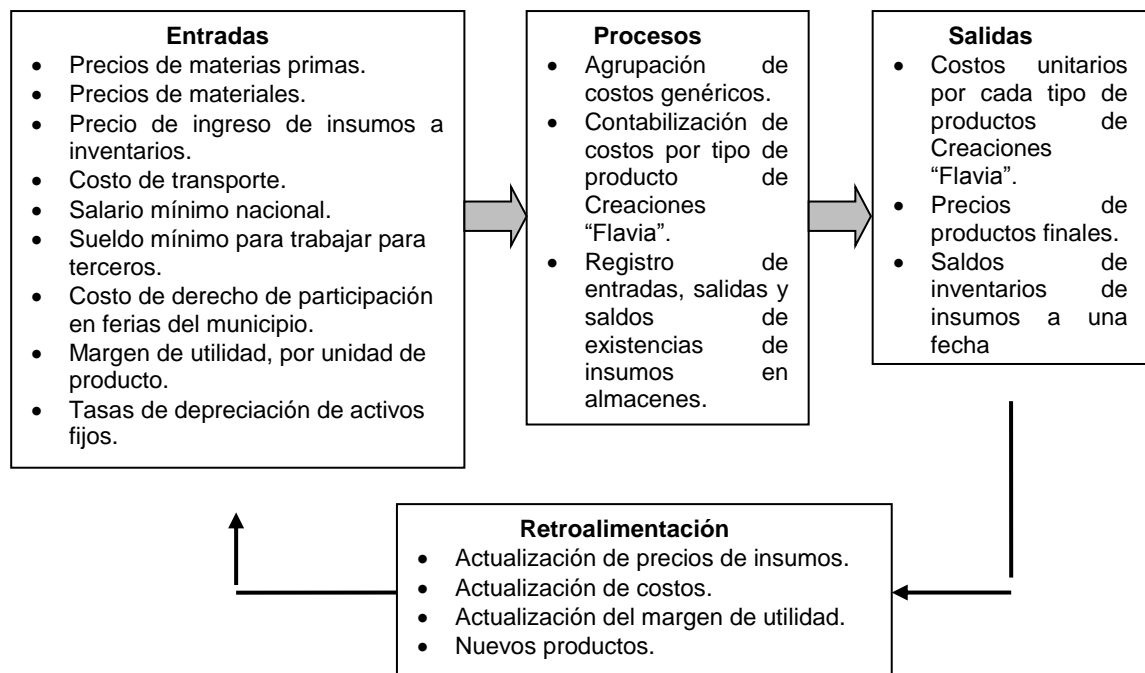 Entradas
• Precios de materias primas.
• Precios de materiales.
• Precio de ingreso de insumos a
inventarios.
• Costo de transporte.
• Salario mínimo nacional.
• Sueldo mínimo para trabajar para
terceros.
• Costo de derecho de participación
en ferias del municipio.
• Margen de utilidad, por unidad de
producto.
• Tasas de depreciación de activos
fijos.
Procesos
• Agrupación de
costos genéricos.
• Contabilización de
costos por tipo de
producto de
Creaciones
“Flavia”.
• Registro de
entradas, salidas y
saldos de
existencias de
insumos en
almacenes.
Salidas
• Costos unitarios
por cada tipo de
productos de
Creaciones
“Flavia”.
• Precios de
productos finales.
• Saldos de
inventarios de
insumos a una
fecha
Retroalimentación
• Actualización de precios de insumos.
• Actualización de costos.
• Actualización del margen de utilidad.
• Nuevos productos.